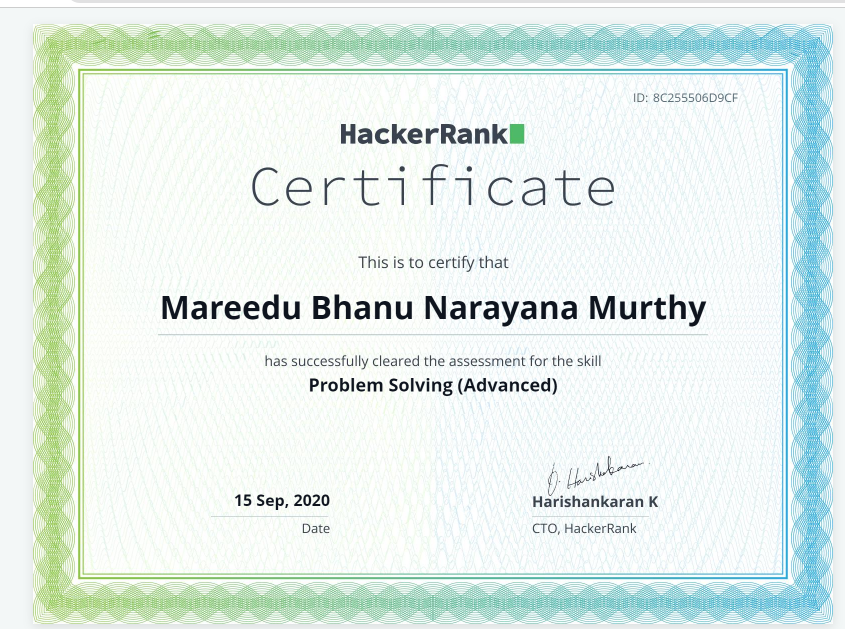 ID: 8C255506D9CF
HackerRank
Certificate
This is to certify that
Mareedu Bhanu Narayana Murthy
has successfully cleared the assessment for the skill
Problem Solving (Advanced)
15 Sep, 2020
Date
Harishankaran K
CTO, HackerRank